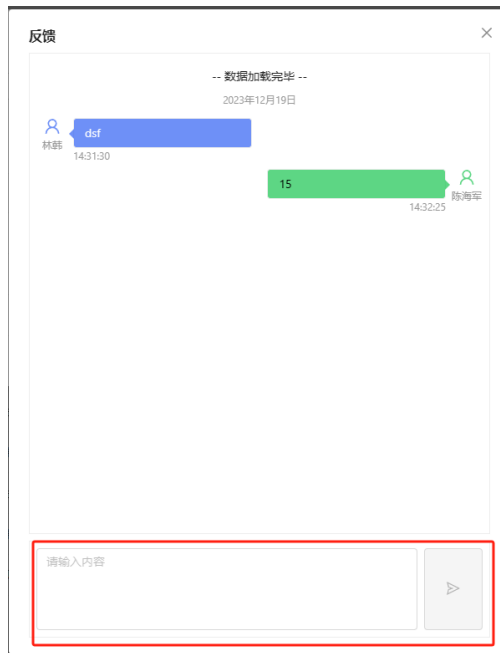 反馈
-- 数据加载完毕 --
2023年12月19日
dsf
林韩
14:31:30
15
陈海军
14:32:25
请输入内容